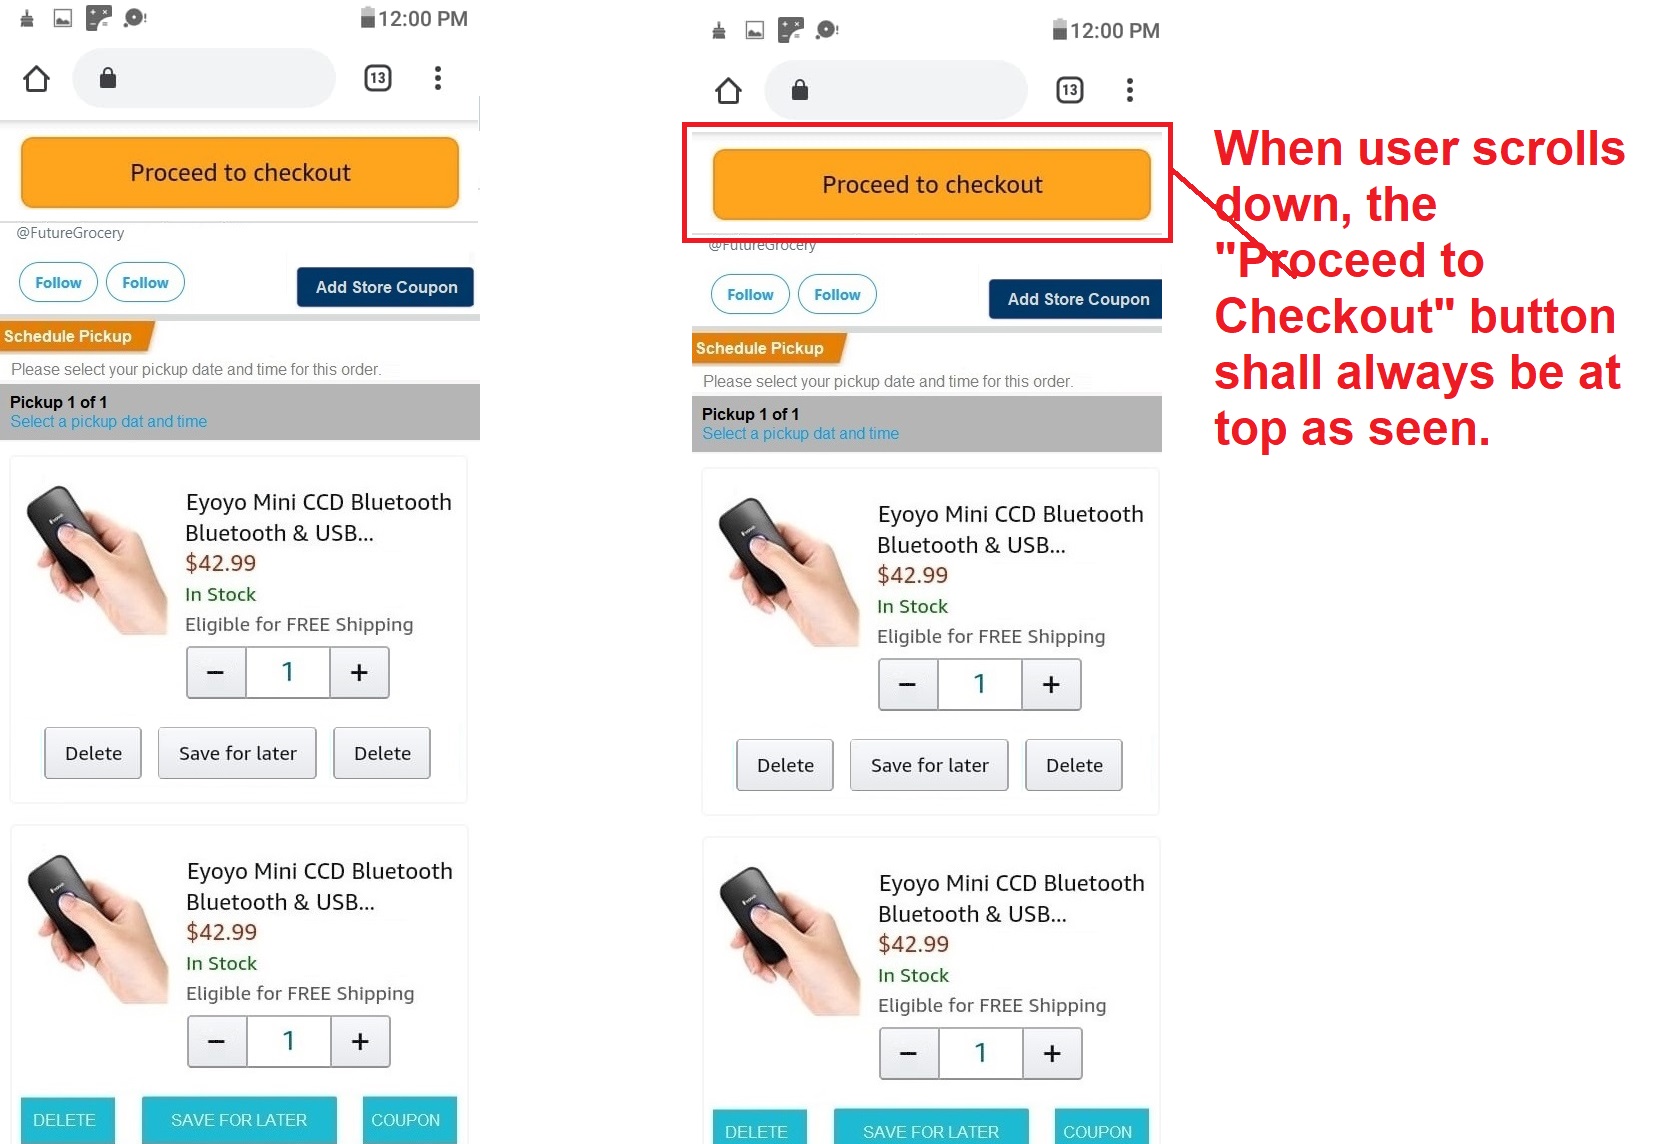 12:00 PM
13
Proceed to checkout
@FutureGrocery
Follow Follow Add Store Coupon
Schedule Pickup
Please select your pickup date and time for this order.
Pickup 1 of 1
Select a pickup dat and time
Eyoyo Mini CCD Bluetooth
Bluetooth & USB...
$42.99
In Stock
Eligible for FREE Shipping
− 1 +
Delete Save for later Delete
Eyoyo Mini CCD Bluetooth
Bluetooth & USB...
$42.99
In Stock
Eligible for FREE Shipping
− 1 +
DELETE SAVE FOR LATER COUPON
12:00 PM
13
Proceed to checkout
@FutureGrocery
Follow Follow Add Store Coupon
Schedule Pickup
Please select your pickup date and time for this order.
Pickup 1 of 1
Select a pickup dat and time
Eyoyo Mini CCD Bluetooth
Bluetooth & USB...
$42.99
In Stock
Eligible for FREE Shipping
− 1 +
Delete Save for later Delete
Eyoyo Mini CCD Bluetooth
Bluetooth & USB...
$42.99
In Stock
Eligible for FREE Shipping
− 1 +
DELETE SAVE FOR LATER COUPON
When user scrolls
down, the
"Proceed to
Checkout" button
shall always be at
top as seen.